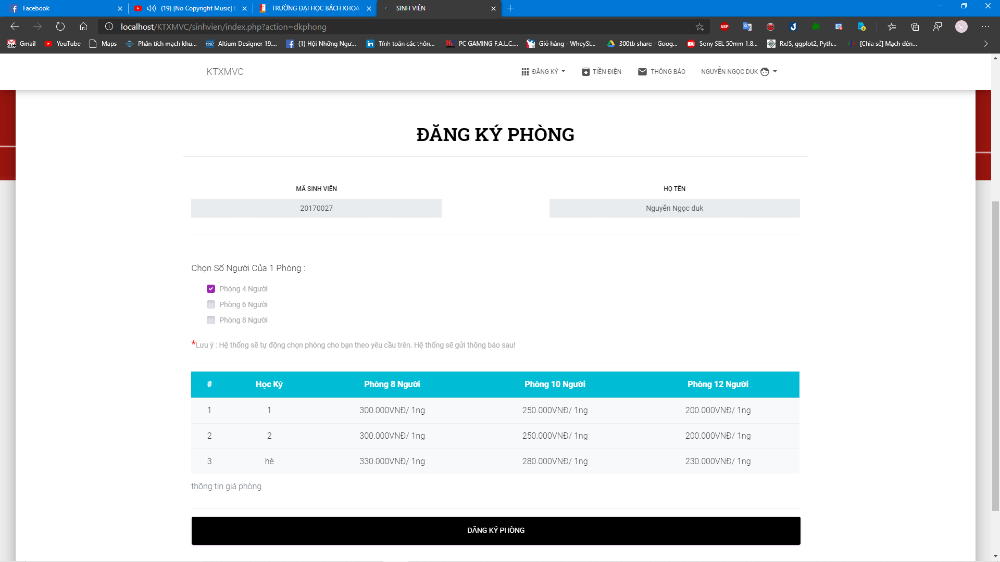 Facebook
(19) [No Copyright Music] C
TRƯỜNG ĐẠI HỌC BÁCH KHOA
SINH VIÊN
localhost/KTXMVC/sinhvien/index.php?action=dkphong
ABP
Gmail
YouTube
Maps
Phân tích mạch khu...
Altium Designer 19....
(1) Hội Những Ngư...
Tính toán các thôn...
PC GAMING F.A.L.C....
Giỏ hàng - WheySt...
300tb share - Goog...
Sony SEL 50mm 1.8...
RxJS, ggplot2, Pyth...
[Chia sẻ] Mạch đèn...
KTXMVC
ĐĂNG KÝ
TIỀN ĐIỆN
THÔNG BÁO
NGUYỄN NGỌC DUK
ĐĂNG KÝ PHÒNG
MÃ SINH VIÊN
HỌ TÊN
20170027
Nguyễn Ngọc duk
Chọn Số Người Của 1 Phòng :
Phòng 4 Người
Phòng 6 Người
Phòng 8 Người
*Lưu ý : Hệ thống sẽ tự động chọn phòng cho bạn theo yêu cầu trên. Hệ thống sẽ gửi thông báo sau!
# Học Kỳ Phòng 8 Người Phòng 10 Người Phòng 12 Người
1 1 300.000VNĐ/ 1ng 250.000VNĐ/ 1ng 200.000VNĐ/ 1ng
2 2 300.000VNĐ/ 1ng 250.000VNĐ/ 1ng 200.000VNĐ/ 1ng
3 hè 330.000VNĐ/ 1ng 280.000VNĐ/ 1ng 230.000VNĐ/ 1ng
thông tin giá phòng
ĐĂNG KÝ PHÒNG